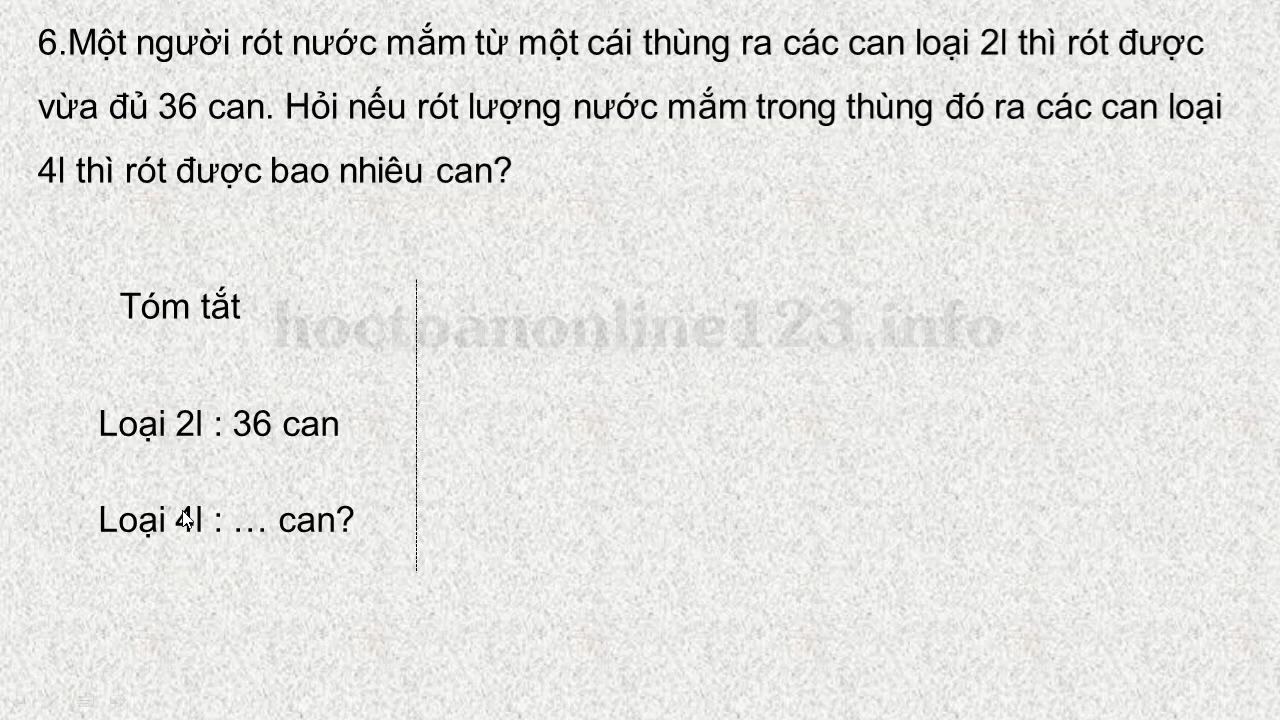 6.Một người rót nước mắm từ một cái thùng ra các can loại 2l thì rót được
vừa đủ 36 can. Hỏi nếu rót lượng nước mắm trong thùng đó ra các can loại
4l thì rót được bao nhiêu can?
Tóm tắt
hoctoanonline123.info
Loại 2l : 36 can
Loại 4l : … can?